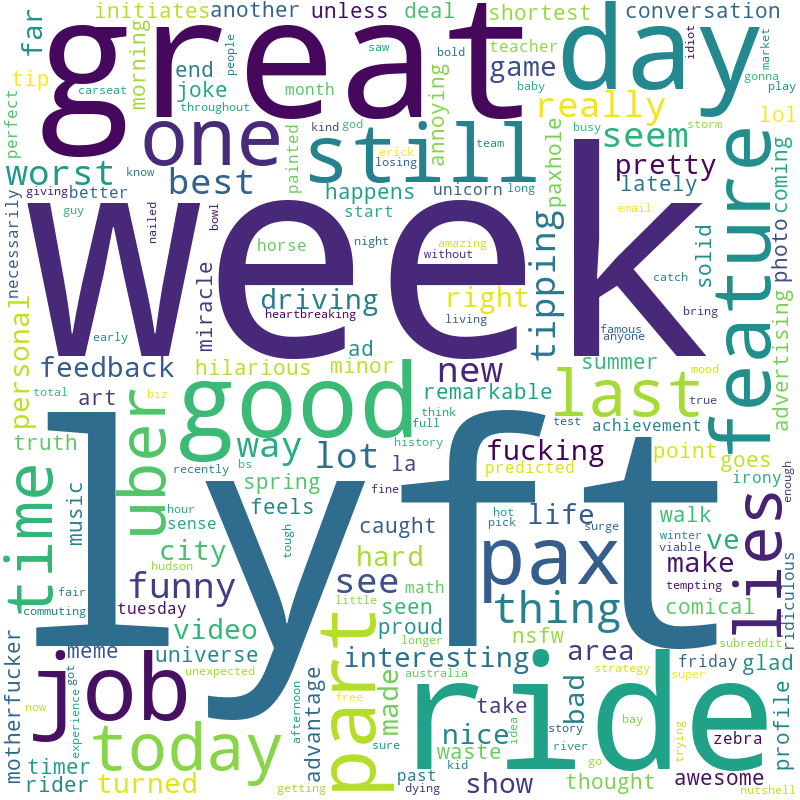 initiates another unless deal shortest conversation
great
day
far
tip
morning
end
joke
people
carseat
throughout
month
saw
bold
teacher
game
baby
idiot
market
gonna
play
really
lol
perfect
one
still
painted
kind
god
team
erick
losing
annoying
paxhole
busy
storm
seem
feature
coming
worst
best
know
happens
unicorn
long
pretty
lately
giving
better
guy
nailed
bowl
start
night
horse
amazing
without
email
necessarily
week
tipping
solid
photo
miracle
driving
right
catch
heartbreaking
living
bring
famous
anyone
early
ad
personal
feedback
hilarious
minor
new
summer
mood
advertising
total
biz
art
good
remarkable
last
true
uber
full
think
test
achievement
truth
way
lot
history
la
fucking
point
goes
recently
bs
predicted
irony
enough
time
music
lyft
spring
fine
feels
hour
sense
caught
hot
pick
life
surge
walk
winter
viable
ve
lies
city
tough
hard
pax
make
ridiculous
hudson
see
math
tempting
fair
funny
little
seen
thing
comical
commuting
tuesday
video
part
proud
nsfw
longer
subreddit
motherfucker
meme
universe
interesting
area
friday
glad
unexpected
australia
strategy
super
job
got
experience
now
advantage
free
made
ride
bad
profile
today
afternoon
take
story
bay
trying
zebra
sure
nice
idea
river
go
timer
waste
rider
turned
getting
past
dying
kid
show
thought
awesome
nutshell